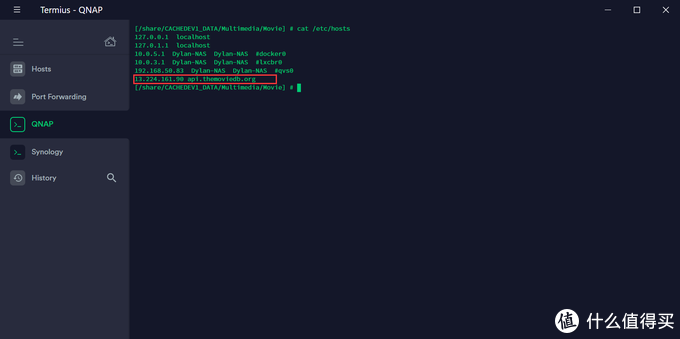 Termius - QNAP
Hosts
Port Forwarding
QNAP
Synology
History
[/share/CACHEDEV1_DATA/Multimedia/Movie] # cat /etc/hosts
127.0.0.1 localhost
127.0.1.1 localhost
10.0.5.1 Dylan-NAS Dylan-NAS #docker0
10.0.3.1 Dylan-NAS Dylan-NAS #lxcbr0
192.168.50.83 Dylan-NAS Dylan-NAS #qvs0
13.224.161.90 api.themoviedb.org
[/share/CACHEDEV1_DATA/Multimedia/Movie] #
值 什么值得买